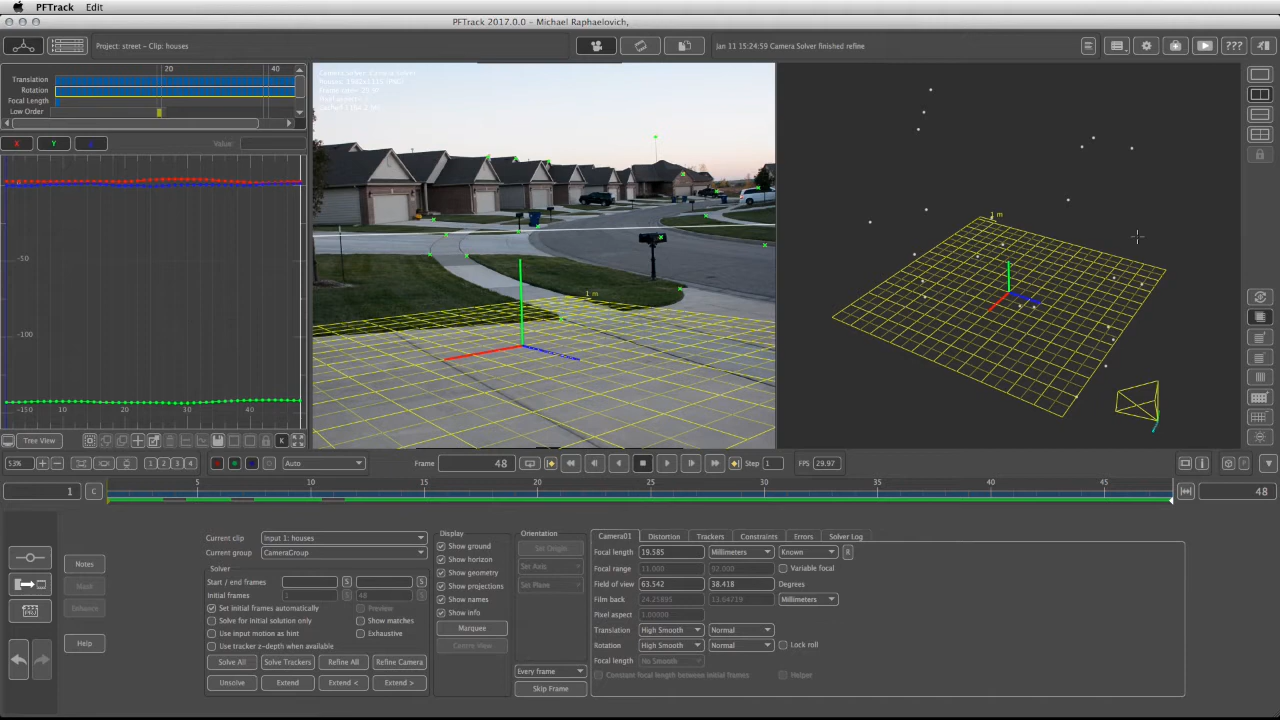 PFTrack Edit
PFTrack 2017.0.0 - Michael Raphaelovich,
Project: street - Clip: houses
Jan 11 15:24:59 Camera Solver finished refine
???
20 40
Translation
Rotation
Focal Length
Low Order
X Y Value:
0
-50
-100
-150 10 20 30 40
1 m
1 m
Tree View K
53% 1 2 3 4 Auto Frame 48 Step 1 FPS 29.97
1 C 5 10 15 20 25 30 35 40 45 48
Notes
Mask
Enhance
Help
Current clip Input 1: houses
Current group CameraGroup
Solver
Start / end frames S S
Initial frames 1 S 48 S
Set initial frames automatically Preview
Solve for initial solution only Show matches
Use input motion as hint Exhaustive
Use tracker z-depth when available
Solve All Solve Trackers Refine All Refine Camera
Unsolve Extend Extend < Extend >
Display
Show ground
Show horizon
Show geometry
Show projections
Show names
Show info
Marquee
Centre View
Orientation
Set Origin
Set Axis
Set Plane
Every frame
Skip Frame
Camera01 Distortion Trackers Constraints Errors Solver Log
Focal length 19.585 Millimeters Known R
Focal range 11.000 92.000 Millimeters Variable focal
Field of view 63.542 38.418 Degrees
Film back 24.25895 13.64719 Millimeters
Pixel aspect 1.00000
Translation High Smooth Normal
Rotation High Smooth Normal Lock roll
Focal length No Smooth
Constant focal length between initial frames Helper